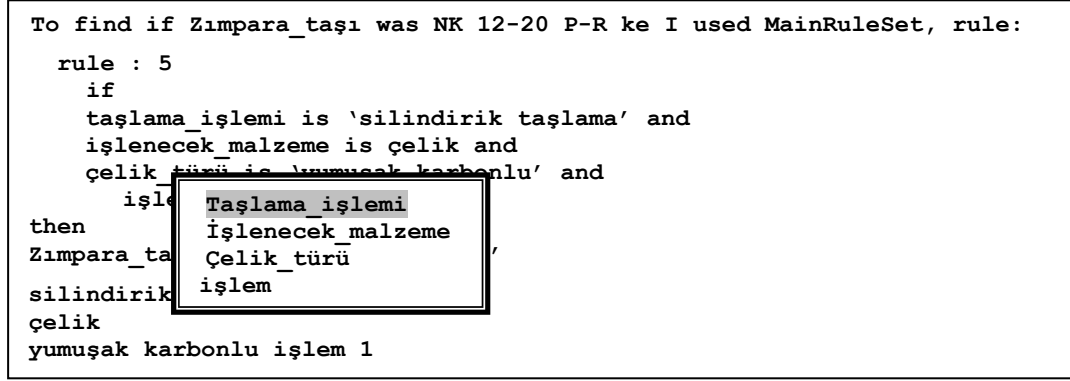 To find if Zımpara_taşı was NK 12-20 P-R ke I used MainRuleSet, rule:
rule : 5
if
taşlama_işlemi is ‘silindirik taşlama’ and
işlenecek_malzeme is çelik and
çelik_türü is ‘yumuşak karbonlu’ and
işle
Taşlama_işlemi
then
İşlenecek_malzeme
Zımpara_ta ’
Çelik_türü
işlem
silindirik
çelik
yumuşak karbonlu işlem 1